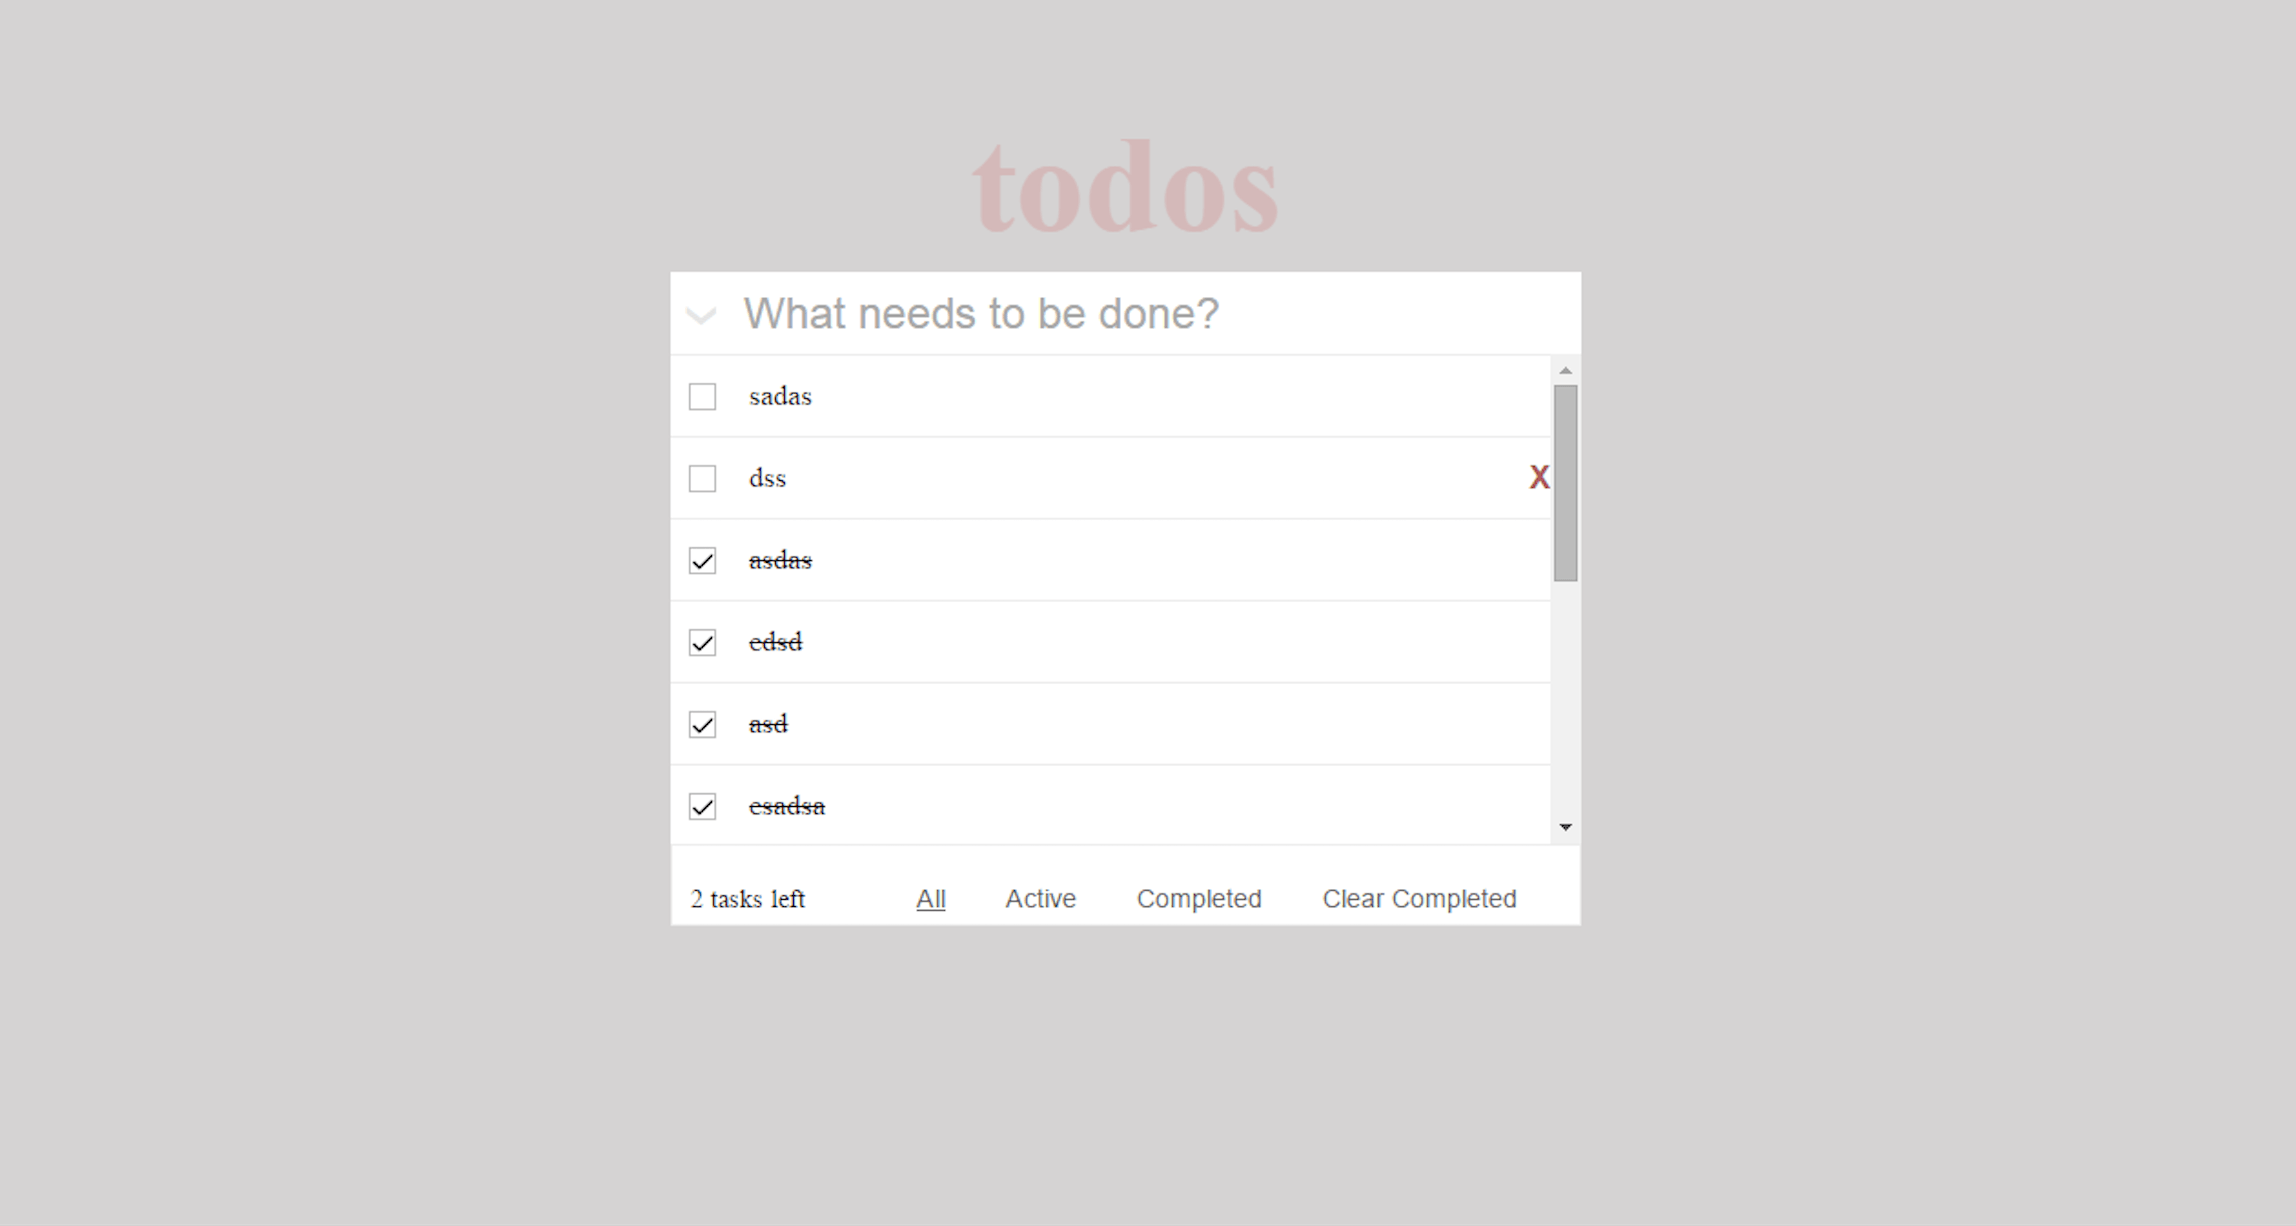 todos
What needs to be done?
sadas
dss X
asdas
edsd
asd
esadsa
2 tasks left All Active Completed Clear Completed